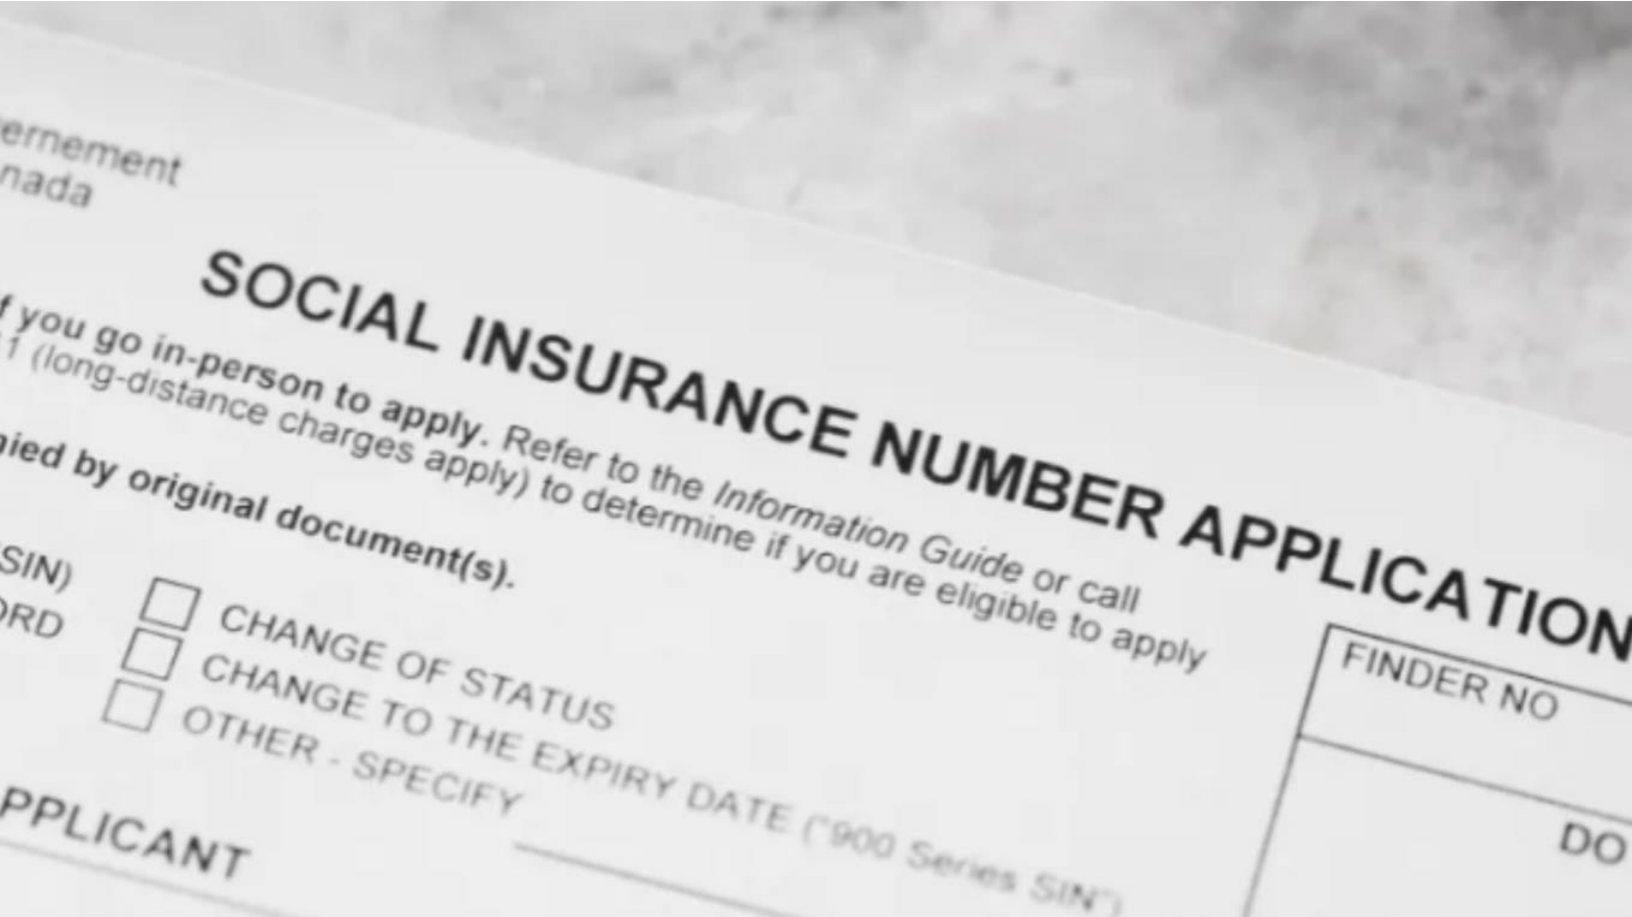 ernement
nada
SOCIAL INSURANCE NUMBER APPLICATION
f you go in-person to apply. Refer to the Information Guide or call
1 (long-distance charges apply) to determine if you are eligible to apply
nied by original document(s).
SIN)
CHANGE OF STATUS
ORD
CHANGE TO THE EXPIRY DATE ("900 Series SIN")
OTHER - SPECIFY
FINDER NO
DO
PPLICANT